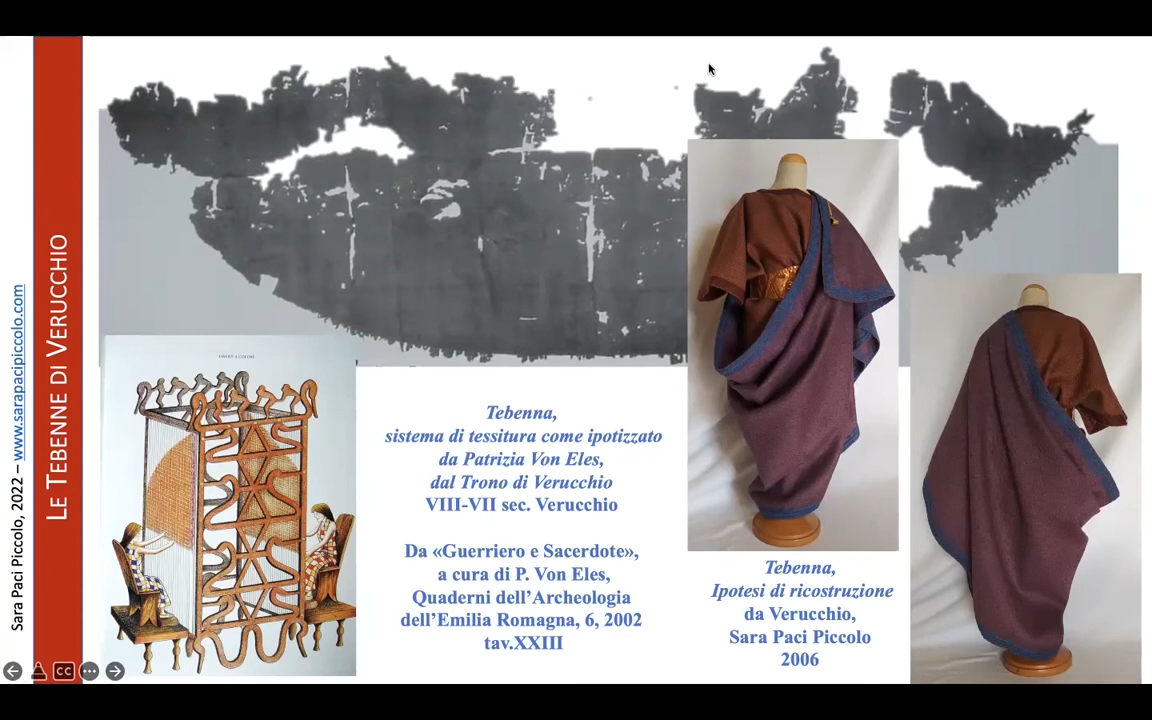 Sara Paci Piccolo, 2022 – www.sarapacipiccolo.com
LE TEBENNE DI VERUCCHIO
Tebenna,
sistema di tessitura come ipotizzato
da Patrizia Von Eles,
dal Trono di Verucchio
VIII-VII sec. Verucchio
Da «Guerriero e Sacerdote»,
a cura di P. Von Eles,
Quaderni dell'Archeologia
dell'Emilia Romagna, 6, 2002
tav.XXIII
Tebenna,
Ipotesi di ricostruzione
da Verucchio,
Sara Paci Piccolo
2006
CC